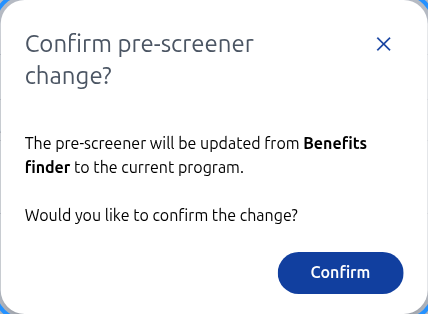 Confirm pre-screener
change?
The pre-screener will be updated from Benefits
finder to the current program.
Would you like to confirm the change?
Confirm